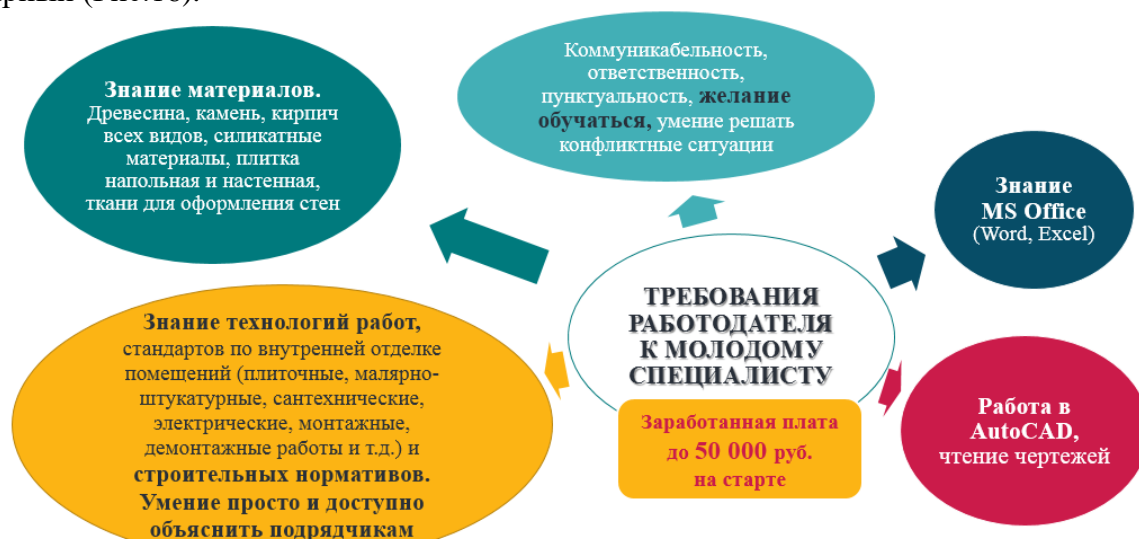 Знание материалов.
Древесина, камень, кирпич
всех видов, силикатные
материалы, плитка
напольная и настенная,
ткани для оформления стен
Коммуникабельность,
ответственность,
пунктуальность, желание
обучаться, умение решать
конфликтные ситуации
Знание
MS Office
(Word, Excel)
ТРЕБОВАНИЯ
РАБОТОДАТЕЛЯ
К МОЛОДОМУ
СПЕЦИАЛИСТУ
Заработанная плата
до 50 000 руб.
на старте
Знание технологий работ,
стандартов по внутренней отделке
помещений (плиточные, малярно-
штукатурные, сантехнические,
электрические, монтажные,
демонтажные работы и т.д.) и
строительных нормативов.
Умение просто и доступно
объяснить подрядчикам
Работа в
AutoCAD,
чтение чертежей